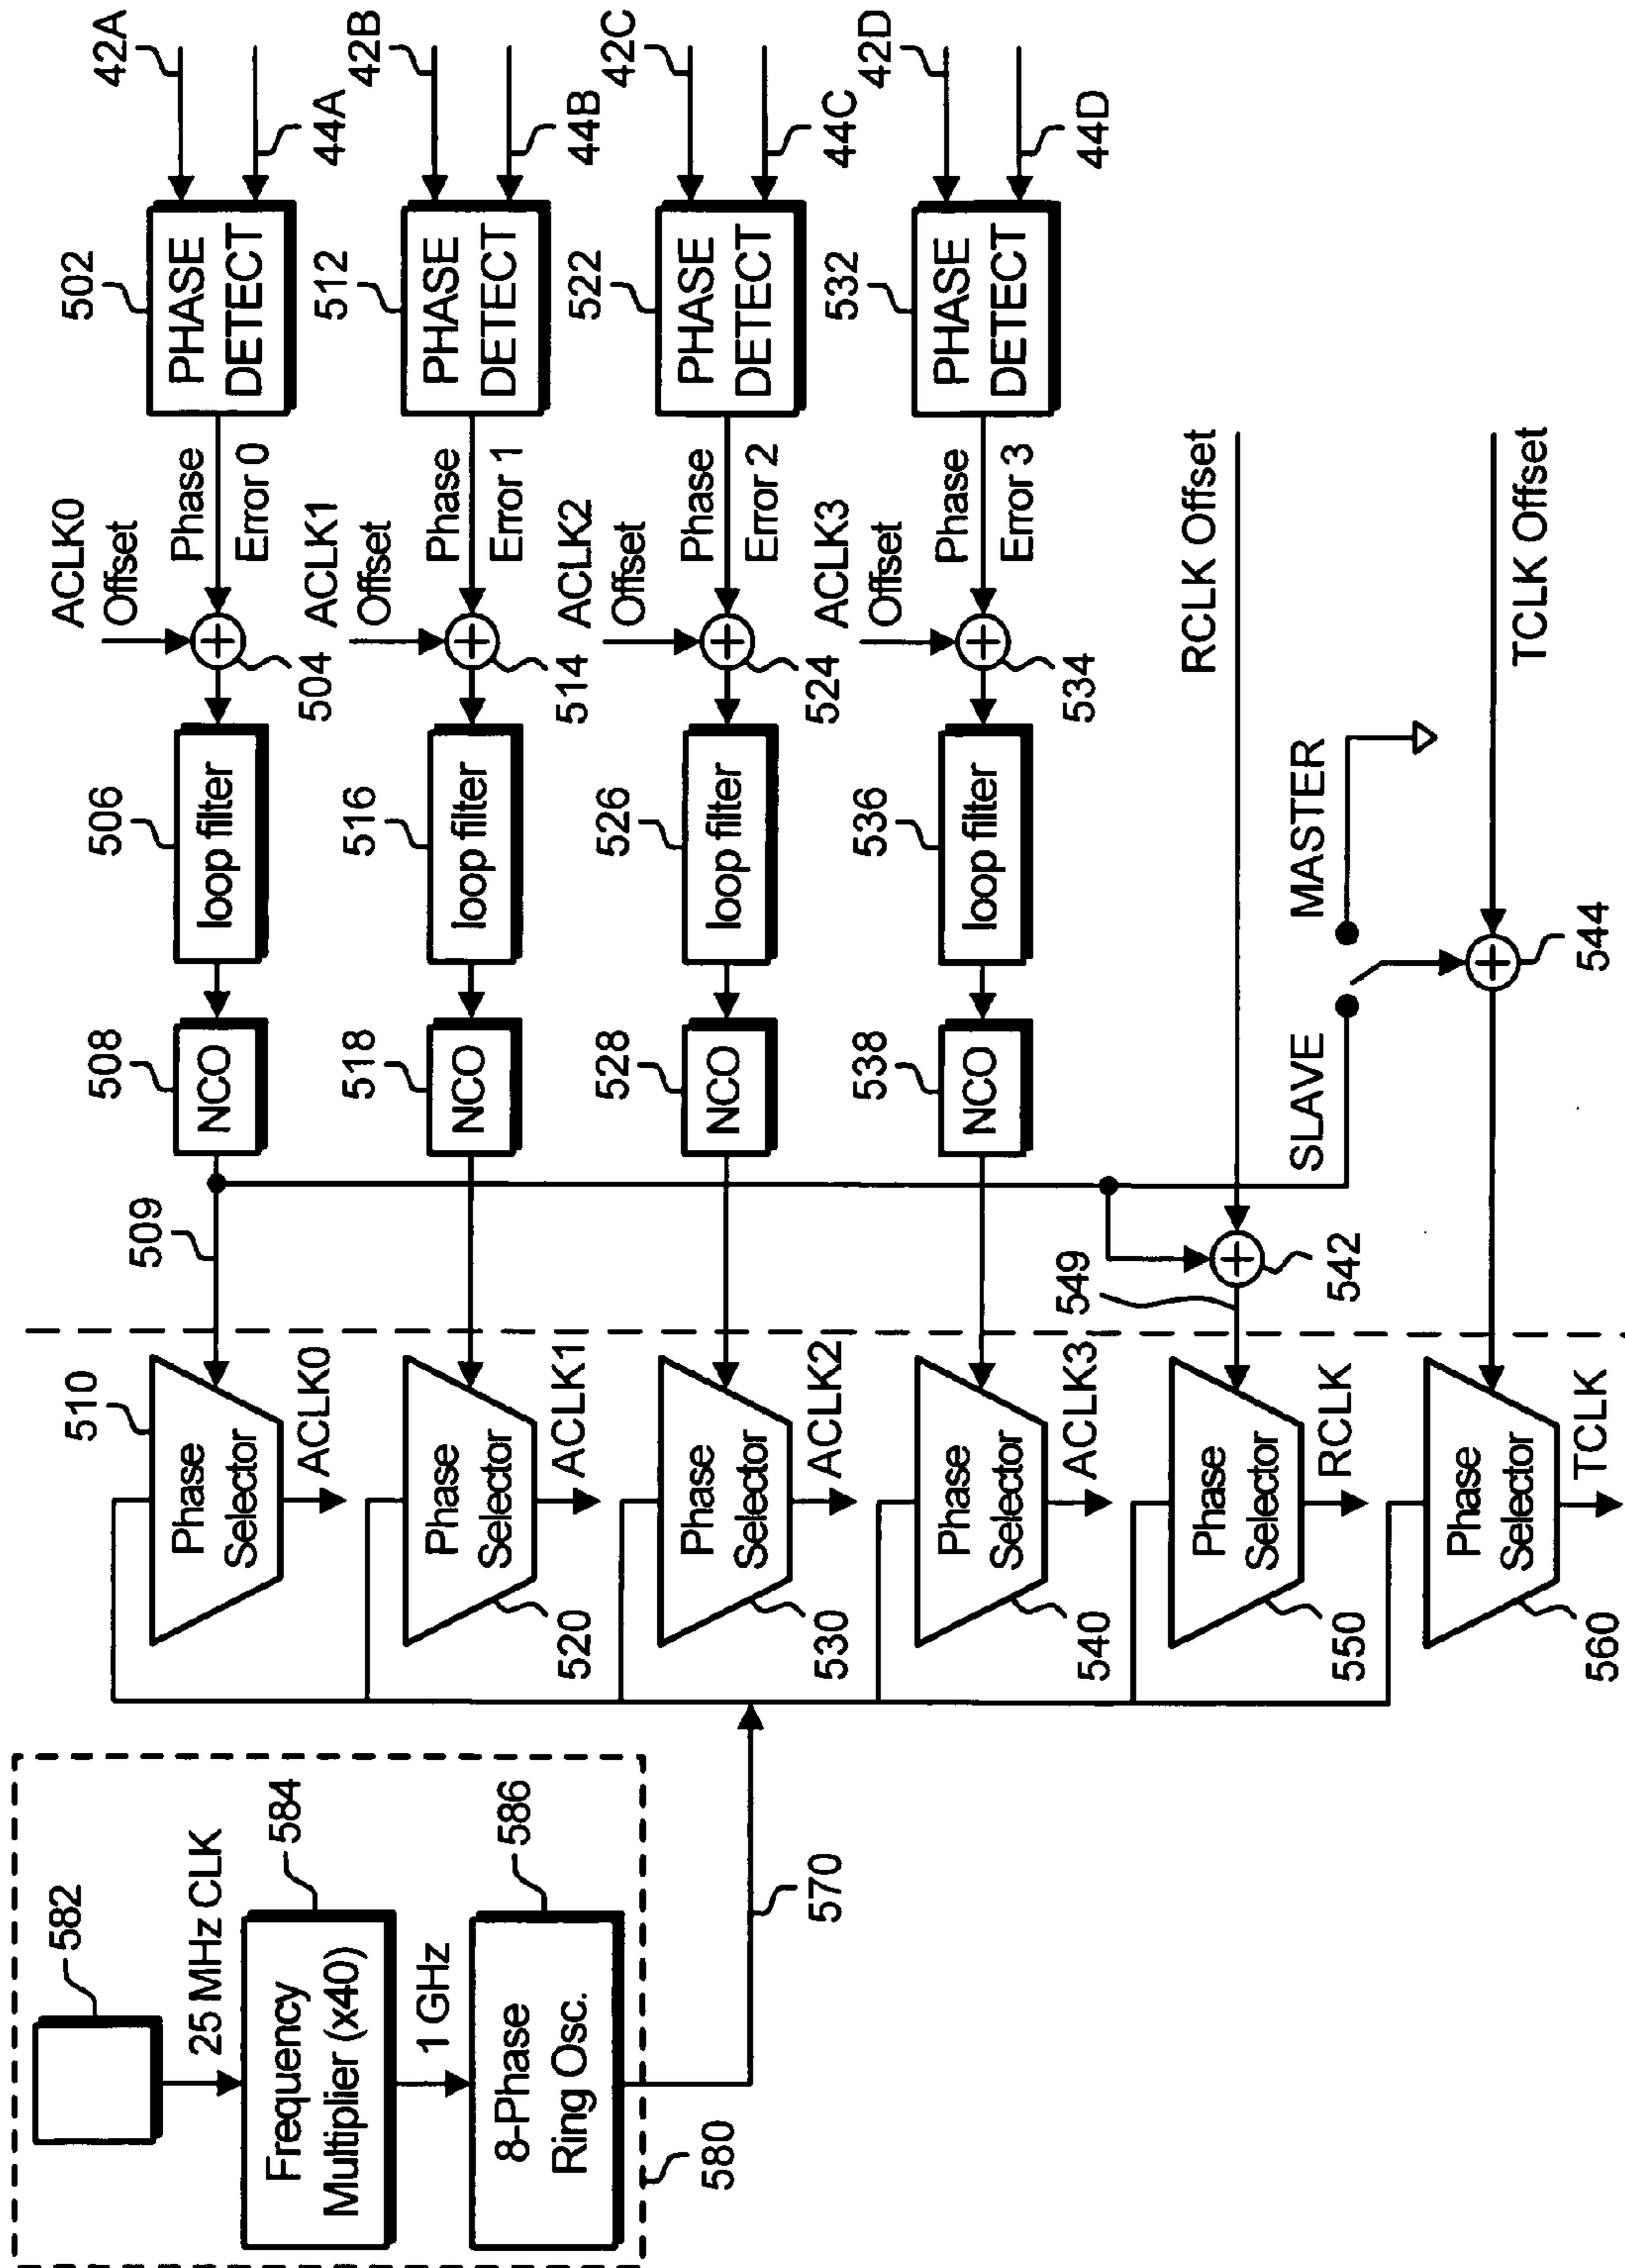 582
25 MHz CLK
584
Frequency
Multiplier (x40)
1 GHz
586
8-Phase
Ring Osc.
580
570
510
Phase
Selector
ACLK0
509
508
NCO
506
loop filter
504
ACLK0
Offset
Phase
Error 0
502
PHASE
DETECT
42A
44A
520
Phase
Selector
ACLK1
518
NCO
516
loop filter
514
ACLK1
Offset
Phase
Error 1
512
PHASE
DETECT
42B
44B
530
Phase
Selector
ACLK2
528
NCO
526
loop filter
524
ACLK2
Offset
Phase
Error 2
522
PHASE
DETECT
42C
44C
540
Phase
Selector
ACLK3
538
NCO
536
loop filter
534
ACLK3
Offset
Phase
Error 3
532
PHASE
DETECT
42D
44D
550
Phase
Selector
RCLK
549
542
RCLK Offset
SLAVE
MASTER
560
Phase
Selector
TCLK
544
TCLK Offset